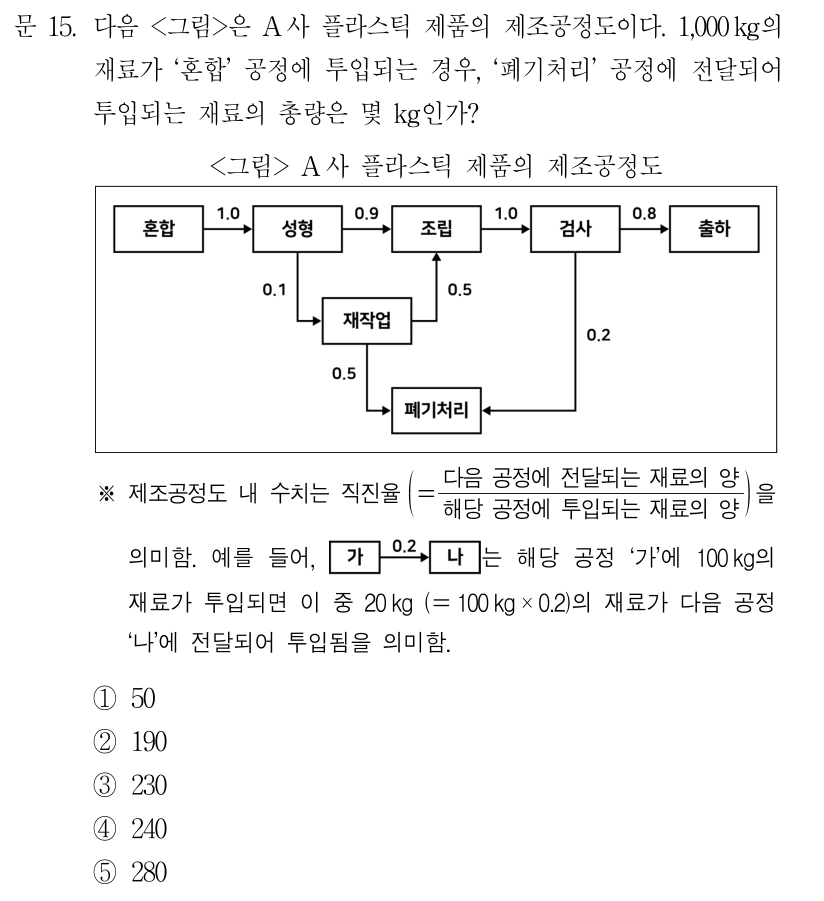 문 15. 다음 <그림>은 A사 플라스틱 제품의 제조공정도이다. 1,000kg의
재료가 ‘혼합’ 공정에 투입되는 경우, ‘폐기처리’ 공정에 전달되어
투입되는 재료의 총량은 몇 kg인가?
<그림> A사 플라스틱 제품의 제조공정도
혼합 1.0 성형 0.9 조립 1.0 검사 0.8 출하
0.1 재작업 0.5
0.2
0.5 폐기처리
※ 제조공정도 내 수치는 직진율(=다음 공정에 전달되는 재료의 양/해당 공정에 투입되는 재료의 양)을
의미함. 예를 들어, 가 0.2 나 는 해당 공정 ‘가’에 100kg의
재료가 투입되면 이 중 20kg (=100kg×0.2)의 재료가 다음 공정
‘나’에 전달되어 투입됨을 의미함.
① 50
② 190
③ 230
④ 240
⑤ 280